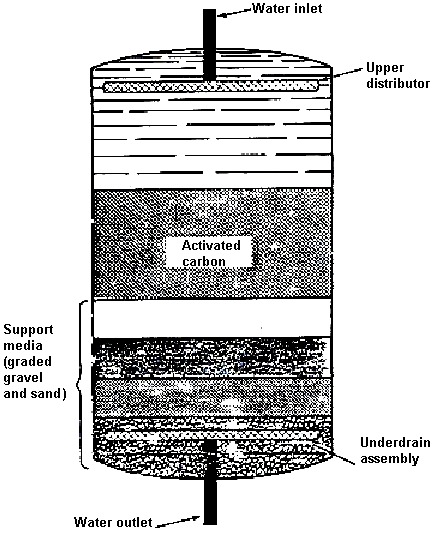 Water inlet
Upper
distributor
Activated
carbon
Support
media
(graded
gravel
and sand)
Underdrain
assembly
Water outlet